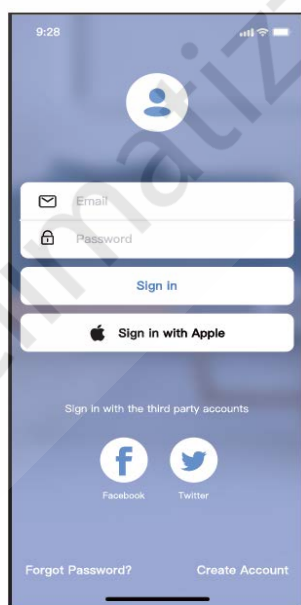 9:28
Email
Password
Sign in
Sign in with Apple
Sign in with the third party accounts
Facebook Twitter
Forgot Password? Create Account